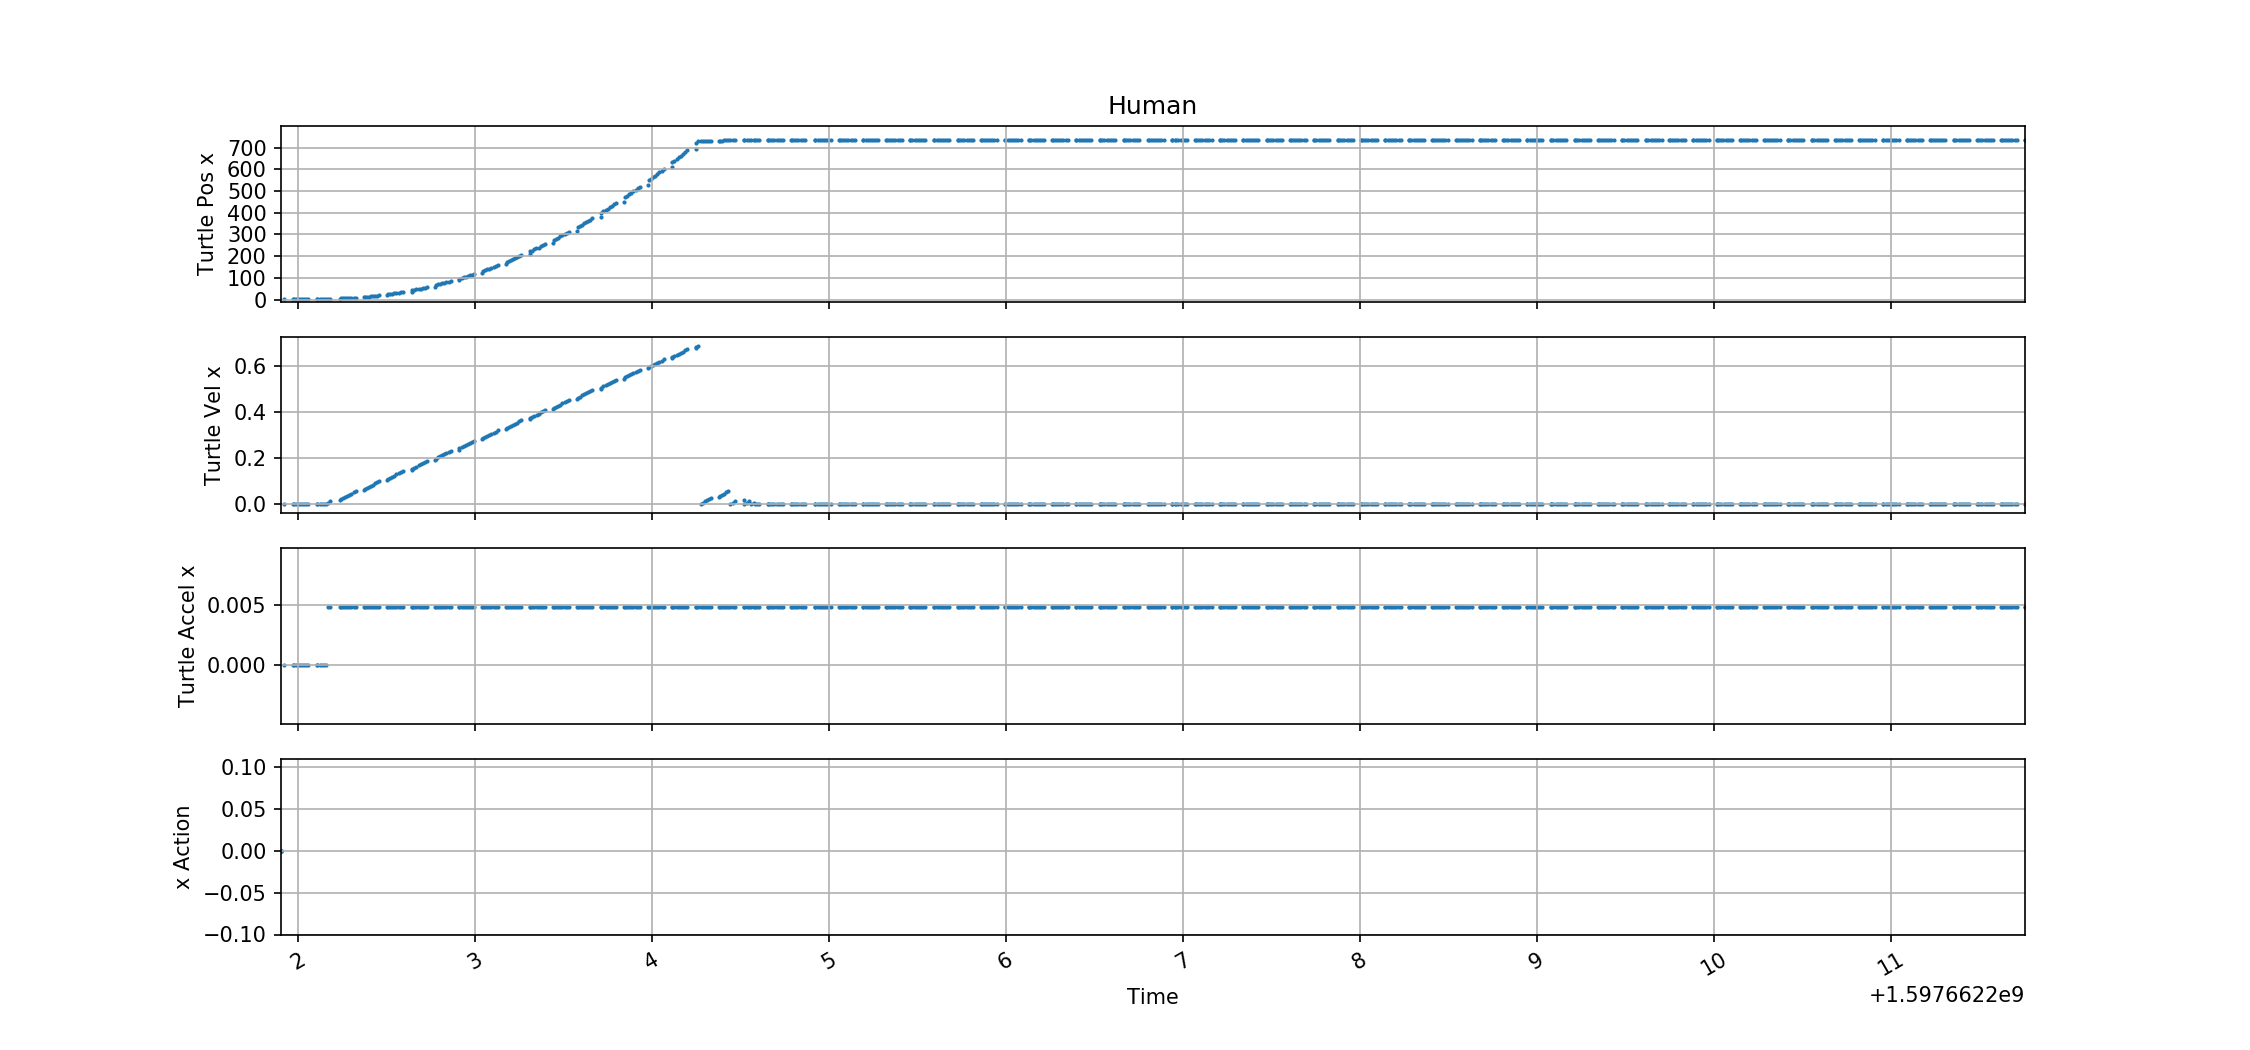 Human
Turtle Pos x
700
600
500
400
300
200
100
0
Turtle Vel x
0.6
0.4
0.2
0.0
Turtle Accel x
0.005
0.000
x Action
0.10
0.05
0.00
−0.05
−0.10
2 3 4 5 6 7 8 9 10 11
Time
+1.5976622e9